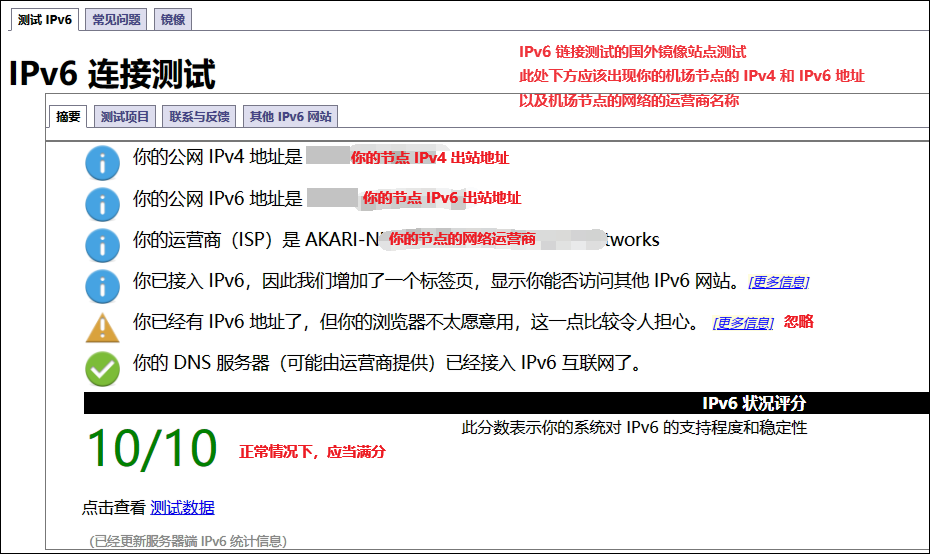 测试 IPv6 常见问题 镜像
IPv6 链接测试的国外镜像站点测试
IPv6 连接测试
此处下方应该出现你的机场节点的 IPv4 和 IPv6 地址
以及机场节点的网络的运营商名称
摘要 测试项目 联系与反馈 其他 IPv6 网站
你的公网 IPv4 地址是 你的节点 IPv4 出站地址
你的公网 IPv6 地址是 你的节点 IPv6 出站地址
你的运营商（ISP）是 AKARI-N 你的节点的网络运营商 tworks
你已接入 IPv6，因此我们增加了一个标签页，显示你能否访问其他 IPv6 网站。 [更多信息]
你已经有 IPv6 地址了，但你的浏览器不太愿意用，这一点比较令人担心。 [更多信息] 忽略
你的 DNS 服务器（可能由运营商提供）已经接入 IPv6 互联网了。
IPv6 状况评分
此分数表示你的系统对 IPv6 的支持程度和稳定性
10/10 正常情况下，应当满分
点击查看 测试数据
（已经更新服务器端 IPv6 统计信息）